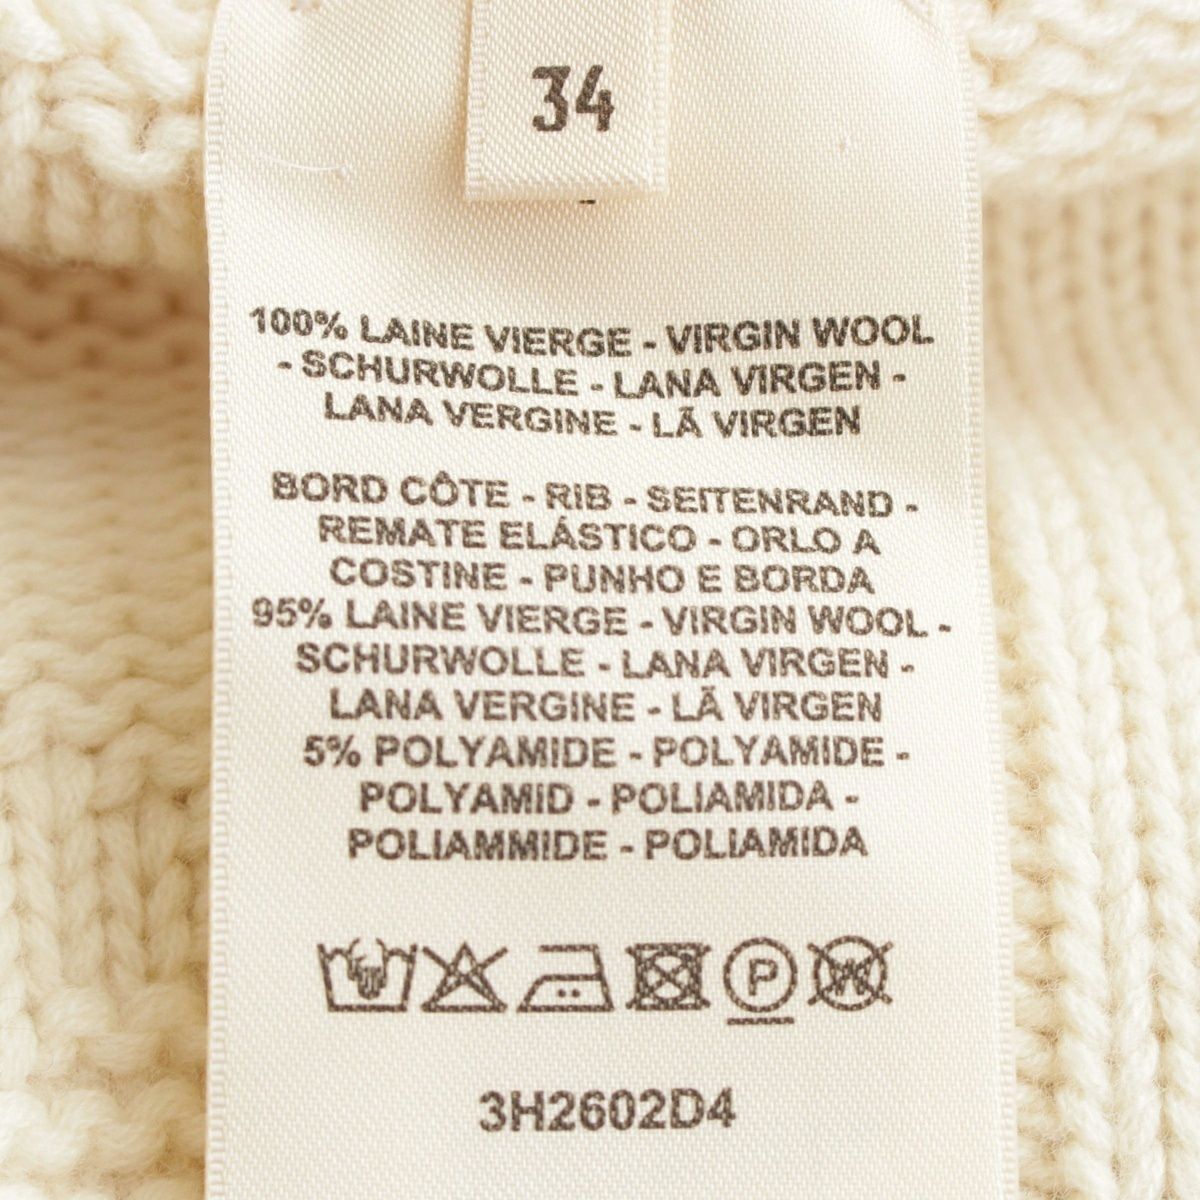 34
100% LAINE VIERGE - VIRGIN WOOL
- SCHURWOLLE - LANA VIRGEN -
LANA VERGINE - LÃ VIRGEN
BORD CÔTE - RIB - SEITENRAND -
REMATE ELÁSTICO - ORLO A
COSTINE - PUNHO E BORDA
95% LAINE VIERGE - VIRGIN WOOL -
SCHURWOLLE - LANA VIRGEN -
LANA VERGINE - LÃ VIRGEN
5% POLYAMIDE - POLYAMIDE -
POLYAMID - POLIAMIDA -
POLIAMMIDE - POLIAMIDA
P W
3H2602D4